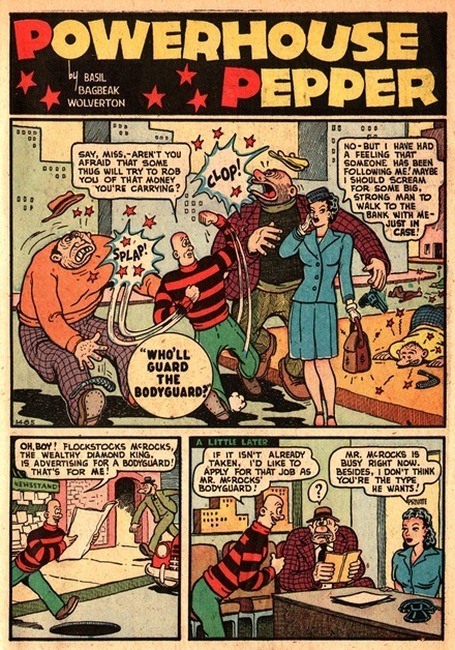 POWERHOUSE
PEPPER
by BASIL
BAGBEAK
WOLVERTON
SAY, MISS,-AREN'T YOU
AFRAID THAT SOME
THUG WILL TRY TO ROB
YOU OF THAT MONEY
YOU'RE CARRYING?
CLOP!
NO-BUT I HAVE HAD
A FEELING THAT
SOMEONE HAS BEEN
FOLLOWING ME! MAYBE
I SHOULD SCREAM
FOR SOME BIG,
STRONG MAN TO
WALK TO THE
BANK WITH ME-
JUST IN
CASE!
SPLAP!
"WHO'LL
GUARD
THE
BODYGUARD?"
OH, BOY! FLOCKSTOCKS McROCKS,
THE WEALTHY DIAMOND KING,
IS ADVERTISING FOR A BODYGUARD!
THAT'S FOR ME!
NEWSSTAND
A LITTLE LATER
IF IT ISN'T ALREADY
TAKEN, I'D LIKE TO
APPLY FOR THAT JOB AS
MR. McROCKS'
BODYGUARD!
?
MR. McROCKS IS
BUSY RIGHT NOW.
BESIDES, I DON'T THINK
YOU'RE THE TYPE
HE WANTS!
PRIVATE